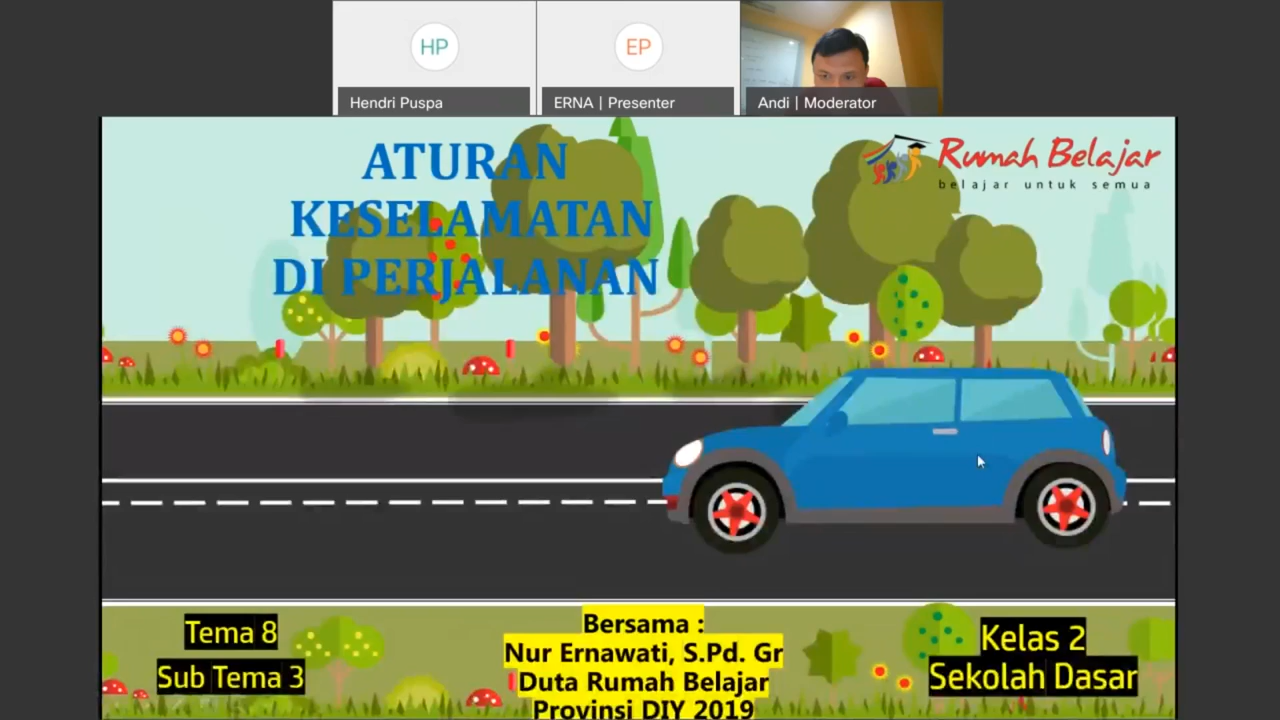 HP
EP
Hendri Puspa
ERNA | Presenter
Andi | Moderator
ATURAN
KESELAMATAN
DI PERJALANAN
Rumah Belajar
belajar untuk semua
Tema 8
Sub Tema 3
Bersama :
Nur Ernawati, S.Pd. Gr
Duta Rumah Belajar
Provinsi DIY 2019
Kelas 2
Sekolah Dasar